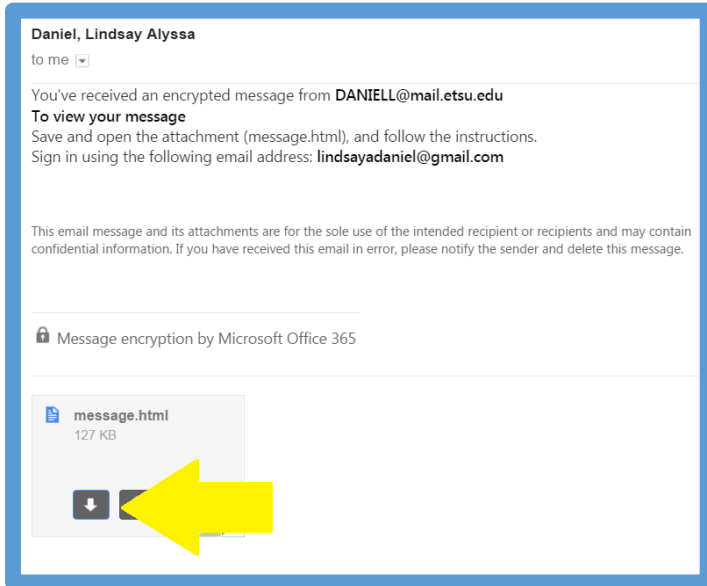 Daniel, Lindsay Alyssa
to me
You've received an encrypted message from DANIELL@mail.etsu.edu
To view your message
Save and open the attachment (message.html), and follow the instructions.
Sign in using the following email address: lindsayadaniel@gmail.com
This email message and its attachments are for the sole use of the intended recipient or recipients and may contain
confidential information. If you have received this email in error, please notify the sender and delete this message.
Message encryption by Microsoft Office 365
message.html
127 KB